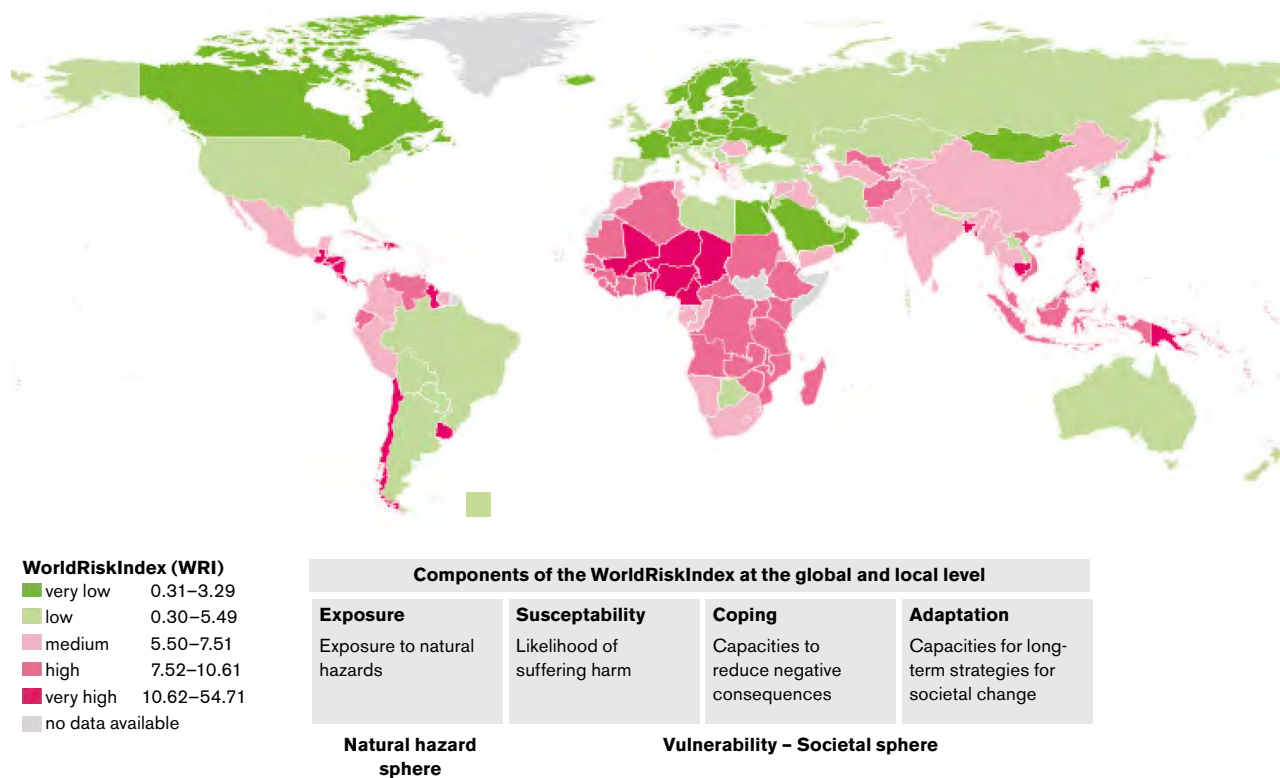 WorldRiskIndex (WRI)
very low 0.31–3.29
low 0.30–5.49
medium 5.50–7.51
high 7.52–10.61
very high 10.62–54.71
no data available
Components of the WorldRiskIndex at the global and local level
Exposure
Exposure to natural
hazards
Susceptability
Likelihood of
suffering harm
Coping
Capacities to
reduce negative
consequences
Adaptation
Capacities for long-
term strategies for
societal change
Natural hazard
sphere
Vulnerability – Societal sphere